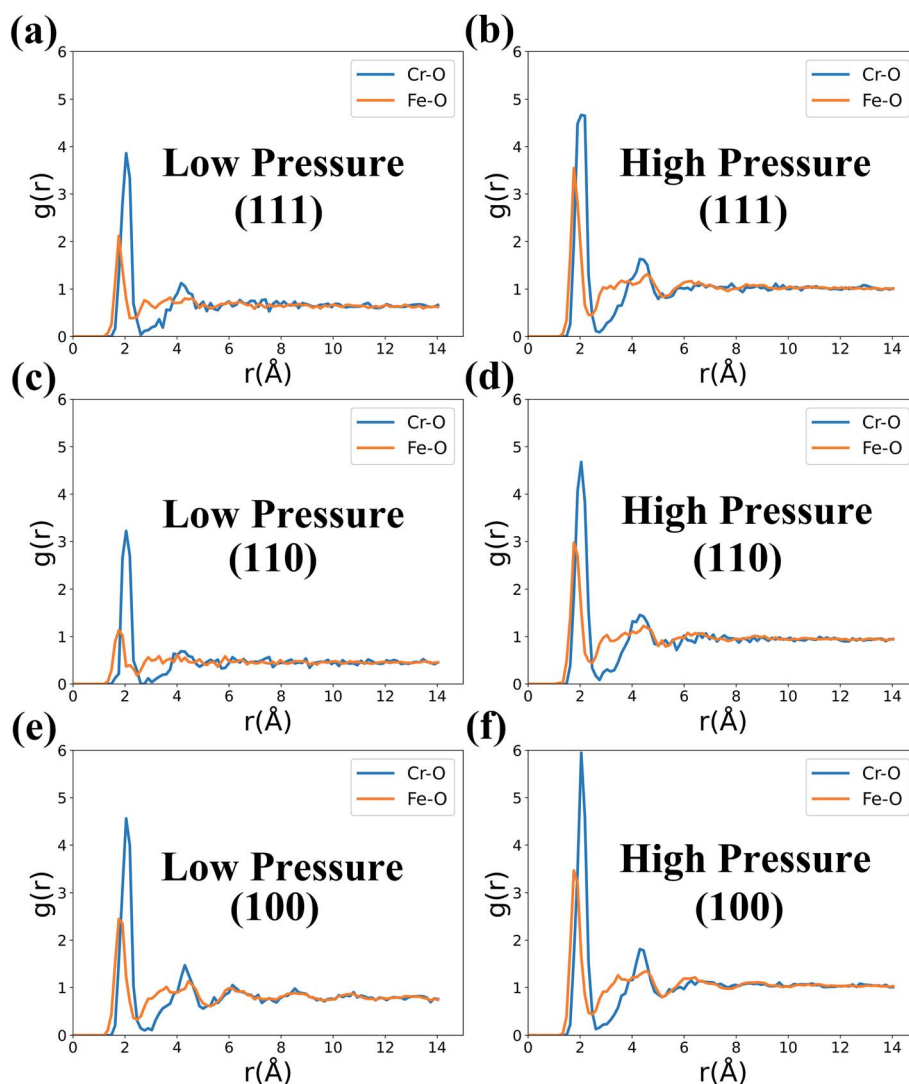 (a)
6
5
4
3
2
1
0
g(r)
Cr-O
Fe-O
Low Pressure
(111)
0 2 4 6 8 10 12 14
r(Å)
(b)
6
5
4
3
2
1
0
g(r)
Cr-O
Fe-O
High Pressure
(111)
0 2 4 6 8 10 12 14
r(Å)
(c)
6
5
4
3
2
1
0
g(r)
Cr-O
Fe-O
Low Pressure
(110)
0 2 4 6 8 10 12 14
r(Å)
(d)
6
5
4
3
2
1
0
g(r)
Cr-O
Fe-O
High Pressure
(110)
0 2 4 6 8 10 12 14
r(Å)
(e)
6
5
4
3
2
1
0
g(r)
Cr-O
Fe-O
Low Pressure
(100)
0 2 4 6 8 10 12 14
r(Å)
(f)
6
5
4
3
2
1
0
g(r)
Cr-O
Fe-O
High Pressure
(100)
0 2 4 6 8 10 12 14
r(Å)